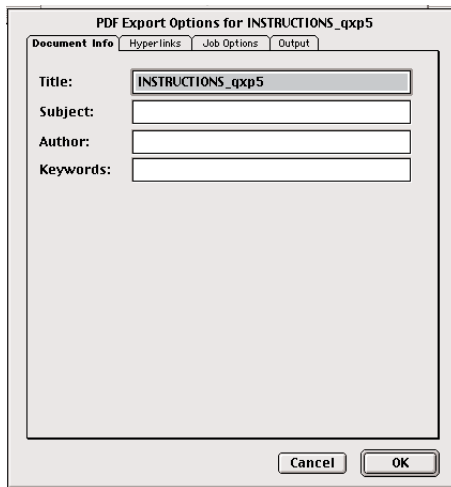 PDF Export Options for INSTRUCTIONS_qxp5
Document Info Hyperlinks Job Options Output
Title: INSTRUCTIONS_qxp5
Subject:
Author:
Keywords:
Cancel OK